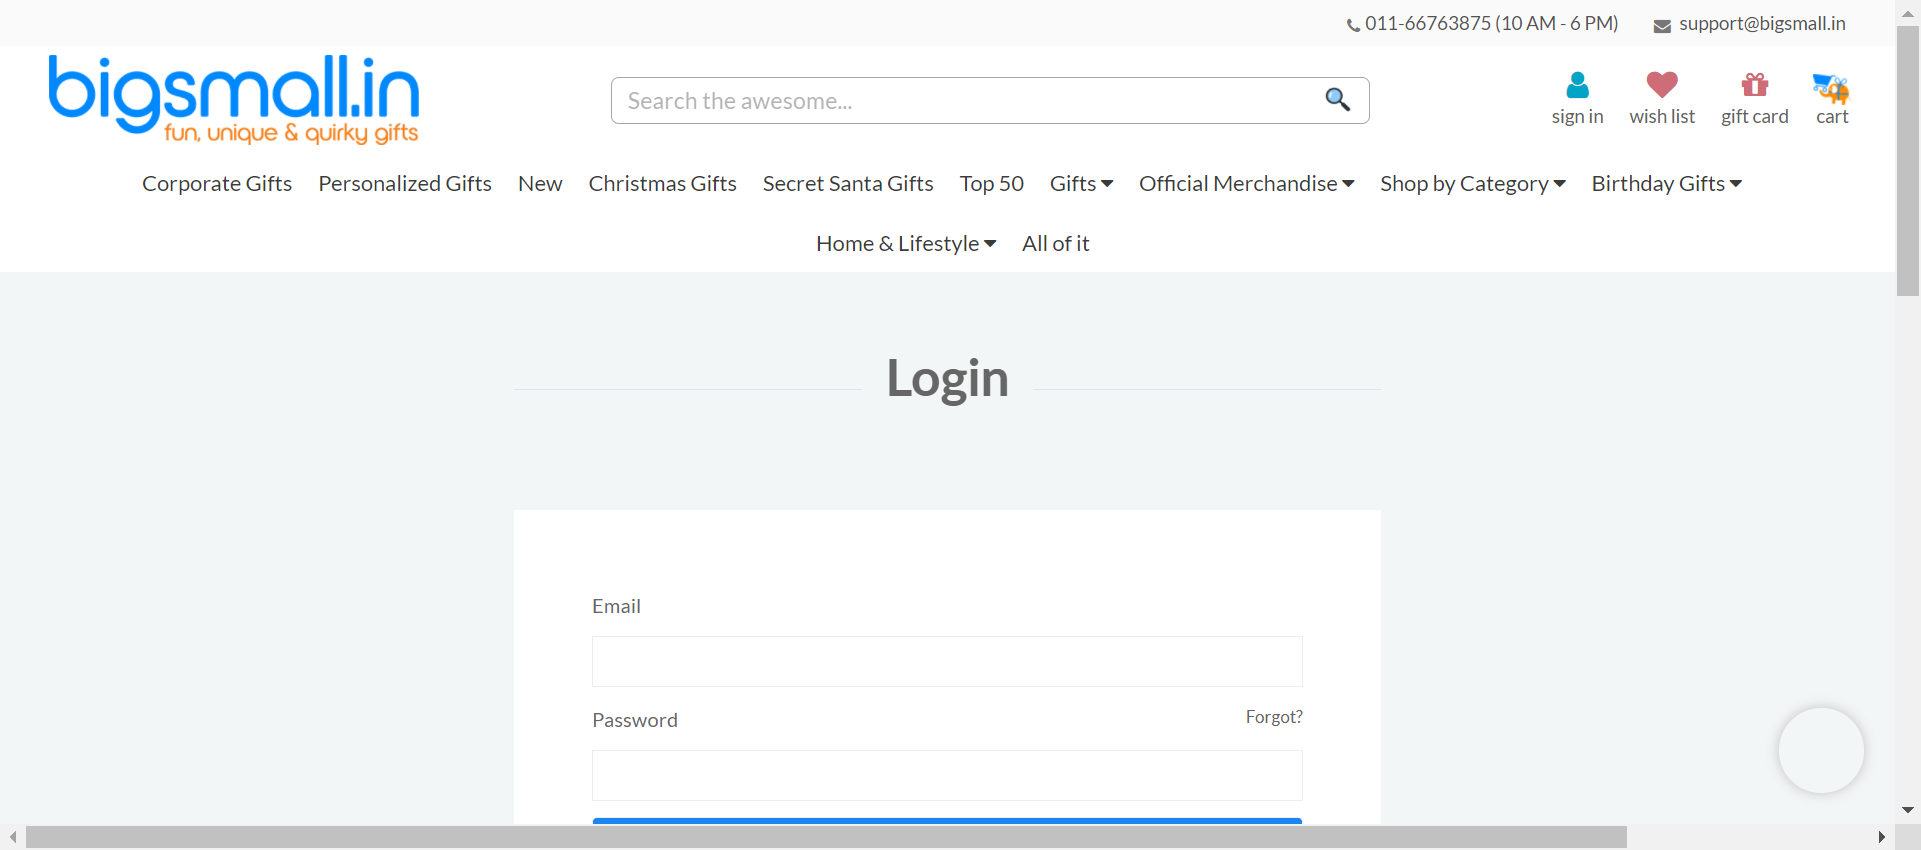 011-66763875 (10 AM - 6 PM) support@bigsmall.in
bigsmall.in
fun, unique & quirky gifts
Search the awesome...
sign in wish list gift card cart
Corporate Gifts Personalized Gifts New Christmas Gifts Secret Santa Gifts Top 50 Gifts Official Merchandise Shop by Category Birthday Gifts
Home & Lifestyle All of it
Login
Email
Password Forgot?